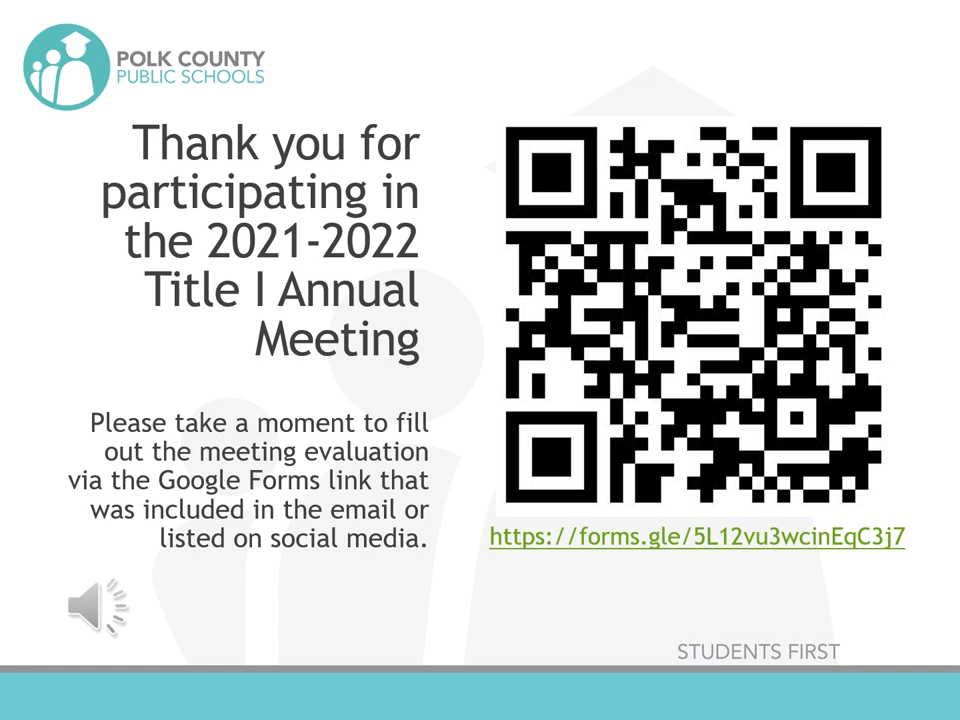 POLK COUNTY
PUBLIC SCHOOLS
Thank you for
participating in
the 2021-2022
Title I Annual
Meeting
Please take a moment to fill
out the meeting evaluation
via the Google Forms link that
was included in the email or
listed on social media.
https://forms.gle/5L12vu3wcinEqC3j7
STUDENTS FIRST